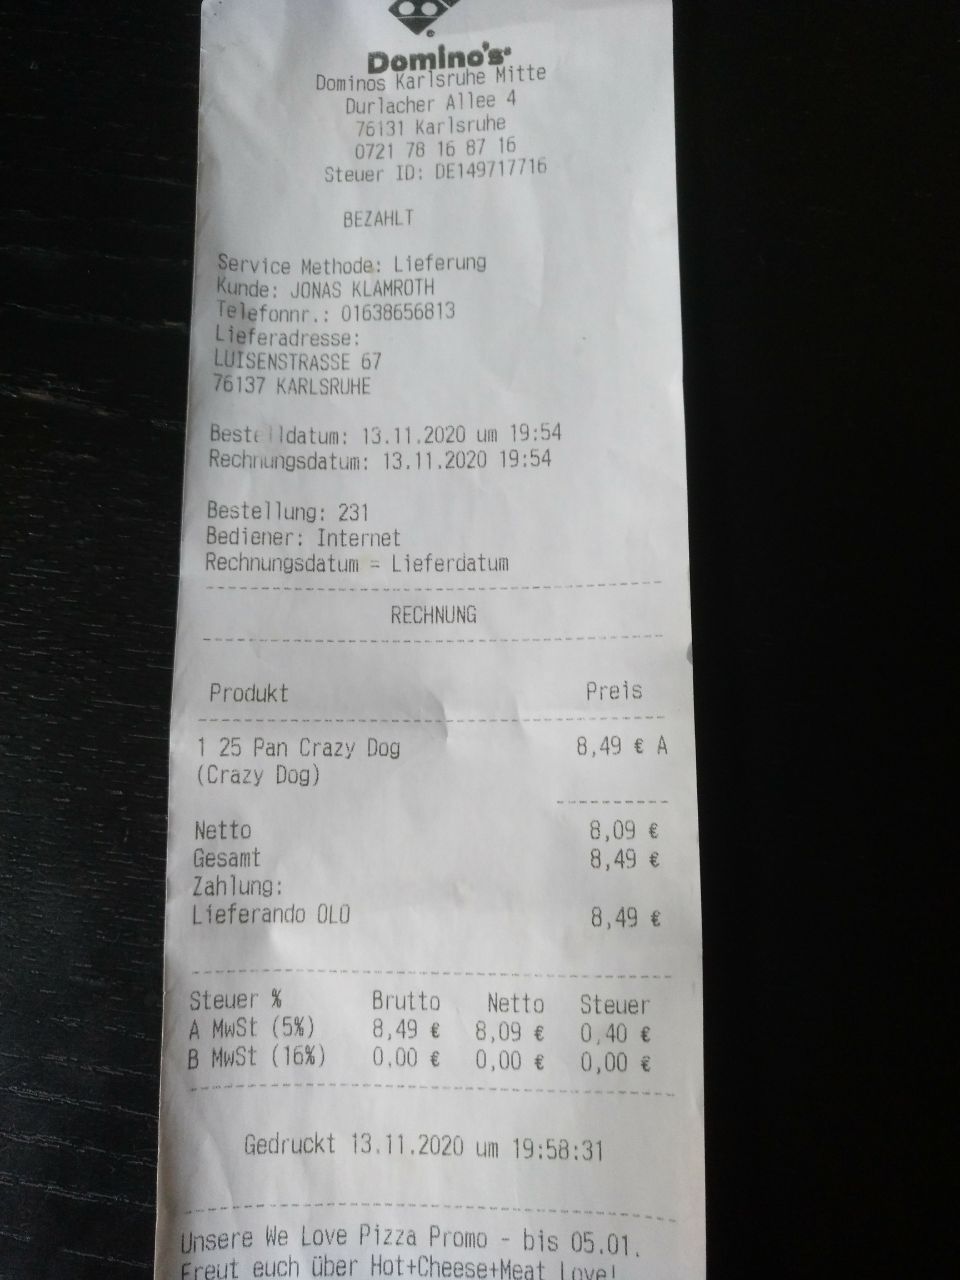 Domino's
Dominos Karlsruhe Mitte
Durlacher Allee 4
76131 Karlsruhe
0721 78 16 87 16
Steuer ID: DE149717716
BEZAHLT
Service Methode: Lieferung
Kunde: JONAS KLAMROTH
Telefonnr.: 01638656813
Lieferadresse:
LUISENSTRASSE 67
76137 KARLSRUHE
Bestelldatum: 13.11.2020 um 19:54
Rechnungsdatum: 13.11.2020 19:54
Bestellung: 231
Bediener: Internet
Rechnungsdatum = Lieferdatum
RECHNUNG
Produkt Preis
1 25 Pan Crazy Dog 8,49 € A
(Crazy Dog)
Netto 8,09 €
Gesamt 8,49 €
Zahlung:
Lieferando OLO 8,49 €
Steuer % Brutto Netto Steuer
A MwSt (5%) 8,49 € 8,09 € 0,40 €
B MwSt (16%) 0,00 € 0,00 € 0,00 €
Gedruckt 13.11.2020 um 19:58:31
Unsere We Love Pizza Promo - bis 05.01.
Freut euch über Hot+Cheese+Meat Love!